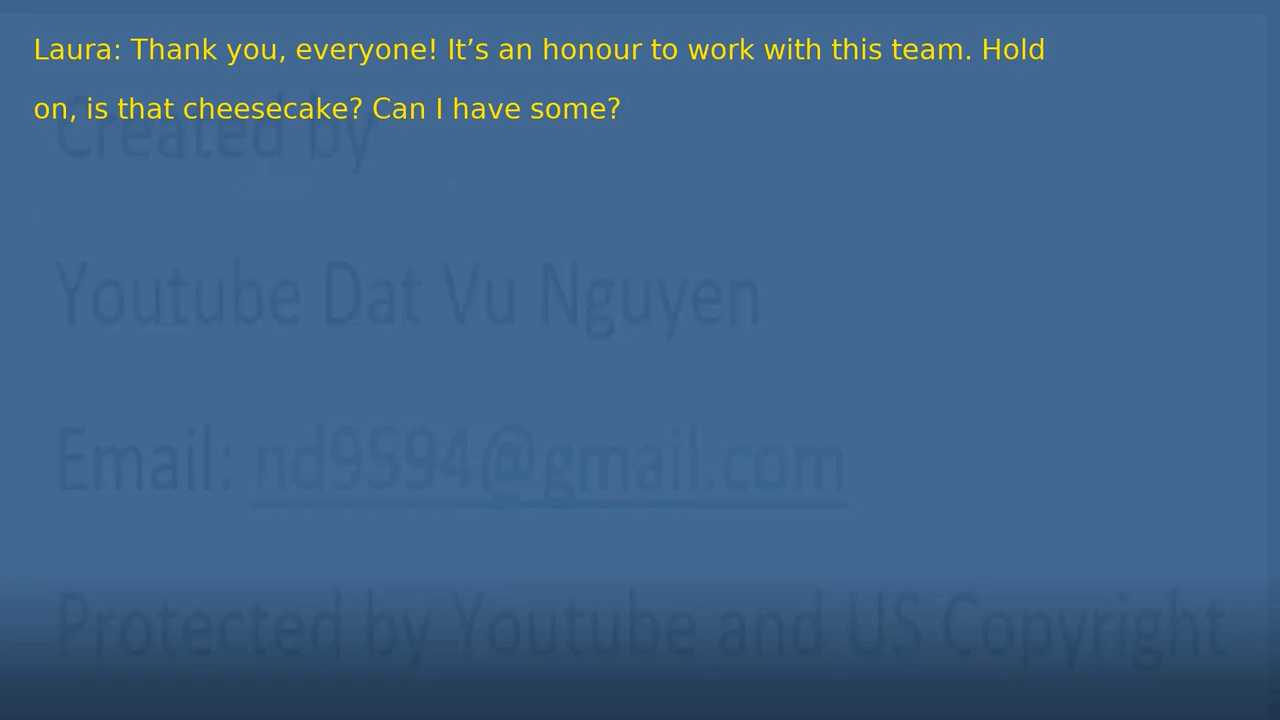 Laura: Thank you, everyone! It’s an honour to work with this team. Hold
on, is that cheesecake? Can I have some?
Created by
Youtube Dat Vu Nguyen
Email: nd9594@gmail.com
Protected by Youtube and US Copyright